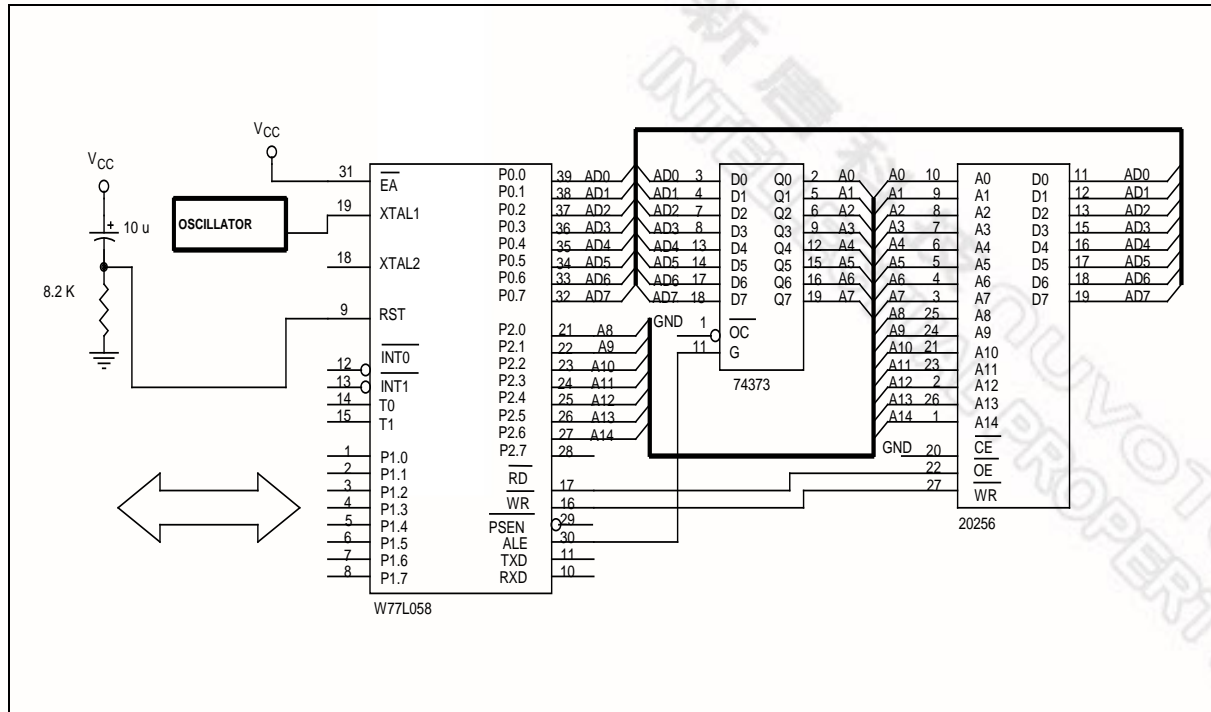 新唐科技 nuvoTon
INTELLECTUAL PROPERTY
VCC
VCC
10 u
8.2 K
OSCILLATOR
31 EA P0.0 39 AD0
P0.1 38 AD1
19 XTAL1 P0.2 37 AD2
P0.3 36 AD3
P0.4 35 AD4
18 XTAL2 P0.5 34 AD5
P0.6 33 AD6
P0.7 32 AD7
9 RST
P2.0 21 A8
P2.1 22 A9
12 INT0 P2.2 23 A10
13 INT1 P2.3 24 A11
14 T0 P2.4 25 A12
15 T1 P2.5 26 A13
P2.6 27 A14
1 P1.0 P2.7 28
2 P1.1
3 P1.2 RD 17
4 P1.3 WR 16
5 P1.4 PSEN 29
6 P1.5 ALE 30
7 P1.6 TXD 11
8 P1.7 RXD 10
W77L058
AD0 3 D0 Q0 2 A0
AD1 4 D1 Q1 5 A1
AD2 7 D2 Q2 6 A2
AD3 8 D3 Q3 9 A3
AD4 13 D4 Q4 12 A4
AD5 14 D5 Q5 15 A5
AD6 17 D6 Q6 16 A6
AD7 18 D7 Q7 19 A7
GND 1 OC
11 G
74373
A0 10 A0 D0 11 AD0
A1 9 A1 D1 12 AD1
A2 8 A2 D2 13 AD2
A3 7 A3 D3 15 AD3
A4 6 A4 D4 16 AD4
A5 5 A5 D5 17 AD5
A6 4 A6 D6 18 AD6
A7 3 A7 D7 19 AD7
A8 25 A8
A9 24 A9
A10 21 A10
A11 23 A11
A12 2 A12
A13 26 A13
A14 1 A14
GND 20 CE
22 OE
27 WR
20256